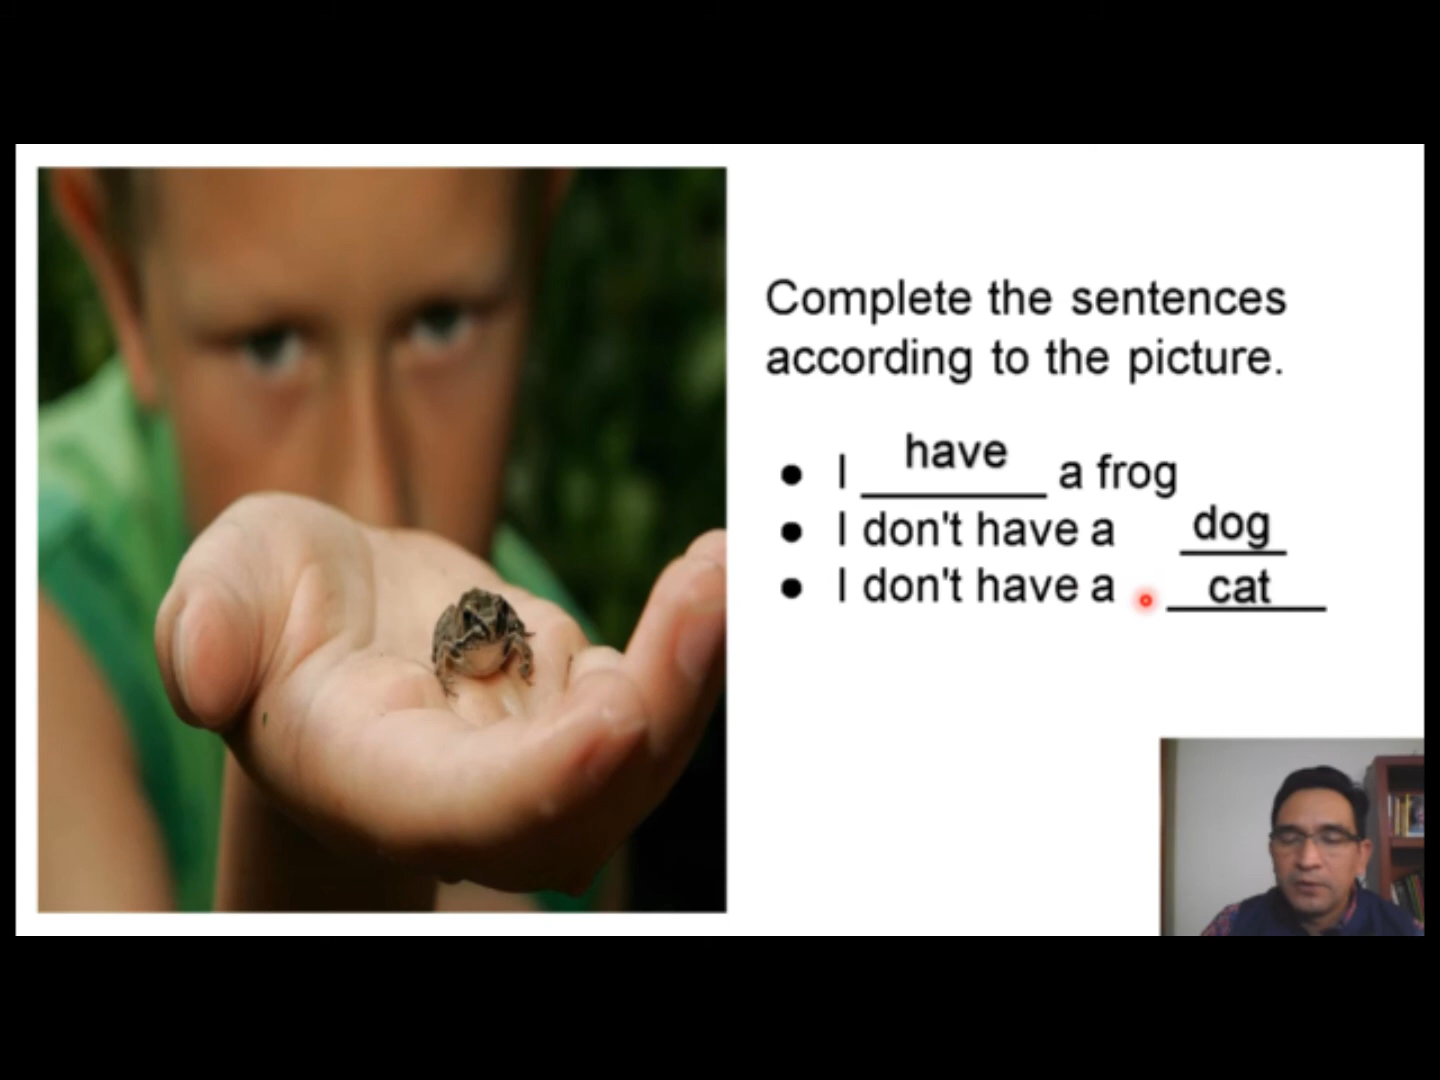 Complete the sentences
according to the picture.
● I have a frog
● I don't have a dog
● I don't have a cat